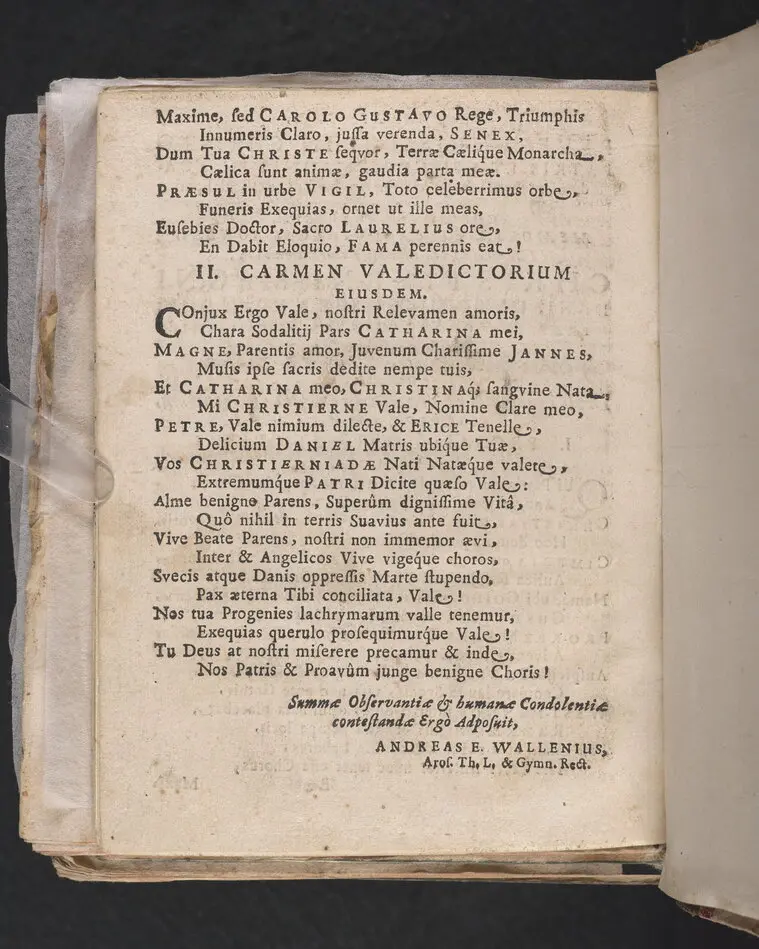 Maxime, ſed CAROLO GUSTAVO Rege, Triumphis
Innumeris Claro, juſſa verenda, SENEX,
Dum Tua CHRISTE ſeqvor, Terræ Cæliq́ue Monarcha,
Cælica ſunt animæ, gaudia parta meæ.
PRÆSUL in urbe VIGIL, Toto celeberrimus orbe,
Funeris Exequias, ornet ut ille meas,
Euſebies Doctor, Sacro LAURELIUS ore,
En Dabit Eloquio, FAMA perennis eat!
II. CARMEN VALEDICTORIUM
EIUSDEM.
COnjux Ergo Vale, noſtri Relevamen amoris,
Chara Sodalitij Pars CATHARINA mei,
MAGNE, Parentis amor, Juvenum Chariſſime JANNES,
Muſis ipſe ſacris dedite nempe tuis,
Et CATHARINA meo, CHRISTINAq́; ſangvine Nata,
Mi CHRISTIERNE Vale, Nomine Clare meo,
PETRE, Vale nimium dilecte, & ERICE Tenelle,
Delicium DANIEL Matris ubique Tuæ,
Vos CHRISTIERNIADÆ Nati Natæque valete,
Extremumq́ue PATRI Dicite quæſo Vale:
Alme benigne Parens, Superûm digniſſime Vitâ,
Quô nihil in terris Suavius ante fuit,
Vive Beate Parens, noſtri non immemor ævi,
Inter & Angelicos Vive vigeq́ue choros,
Svecis atque Danis oppreſſis Marte ſtupendo,
Pax æterna Tibi conciliata, Vale!
Nos tua Progenies lachrymarum valle tenemur,
Exequias querulo proſequimurq́ue Vale!
Tu Deus at noſtri miſerere precamur & inde,
Nos Patris & Proavûm junge benigne Choris!
Summæ Obſervantiæ & humanæ Condolentiæ
conteſtandæ Ergò Adpoſuit,
ANDREAS E. WALLENIUS,
Aroſ. Th. L. & Gymn. Rect.